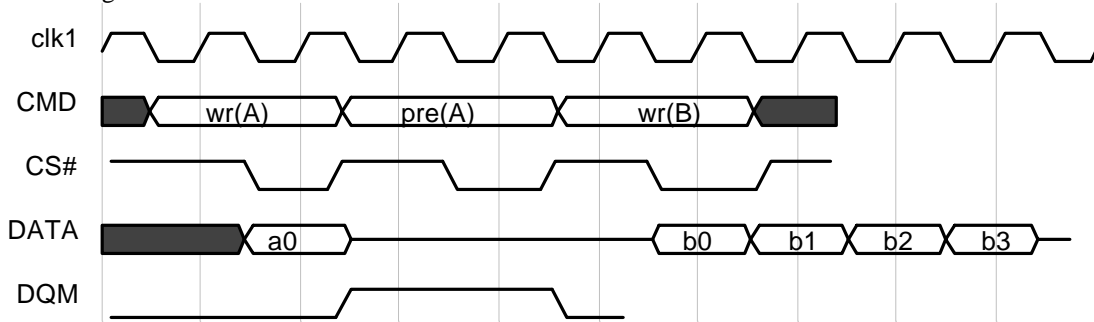 clk1
CMD wr(A) pre(A) wr(B)
CS#
DATA a0 b0 b1 b2 b3
DQM